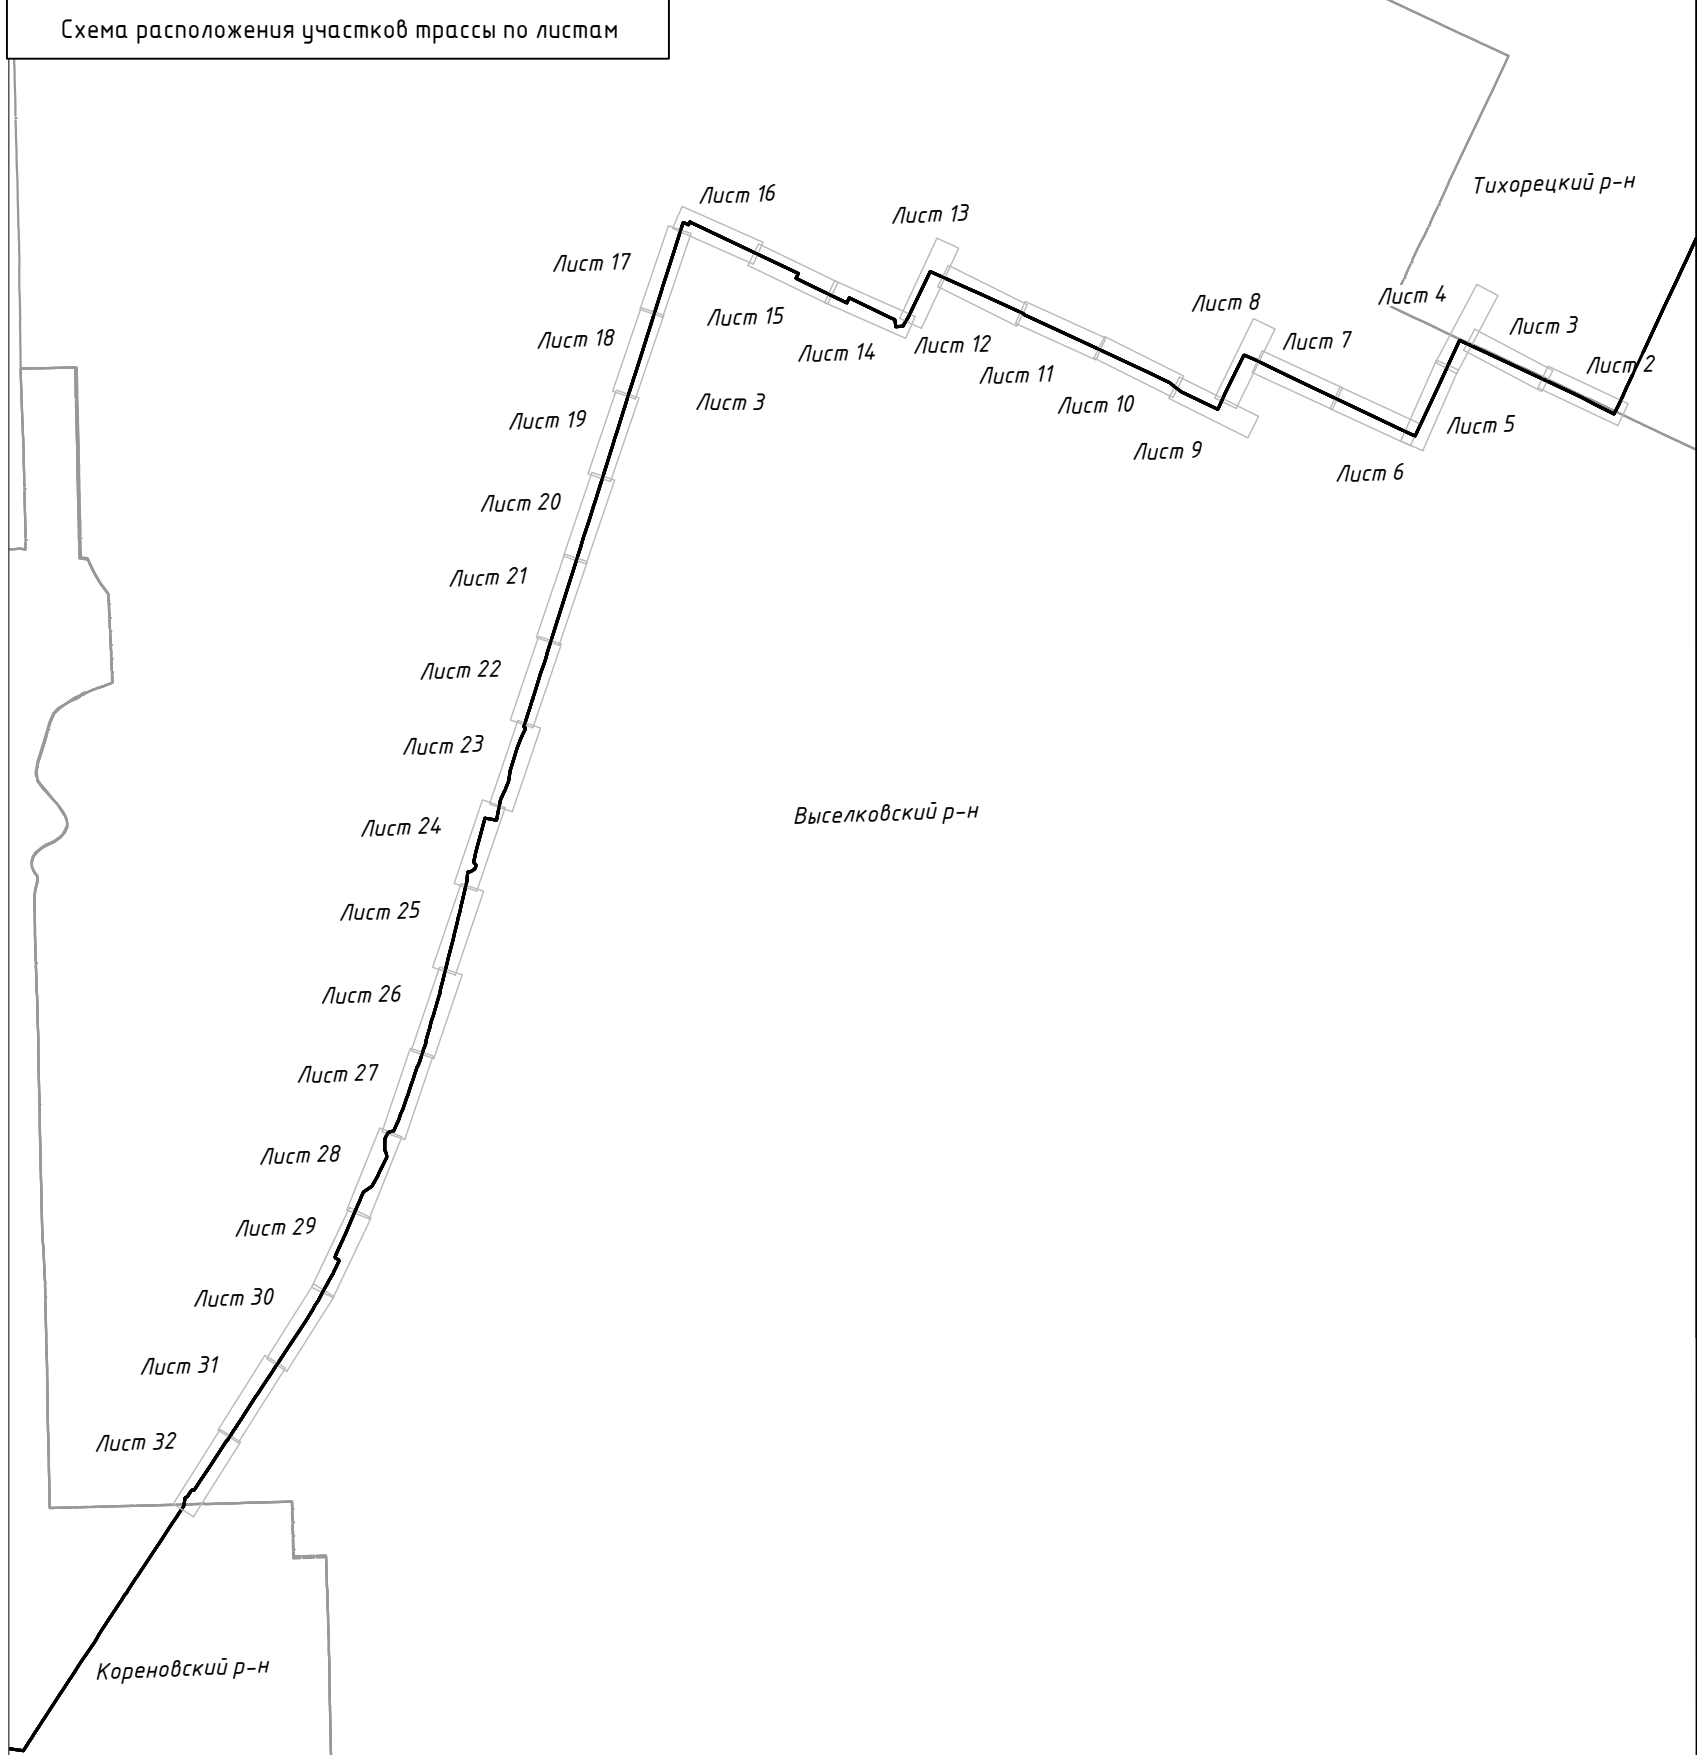 Схема расположения участков трассы по листам
Тихорецкий р-н
Лист 16
Лист 13
Лист 17
Лист 4
Лист 8
Лист 15
Лист 3
Лист 18
Лист 7
Лист 12
Лист 14
Лист 2
Лист 11
Лист 3
Лист 10
Лист 19
Лист 5
Лист 9
Лист 6
Лист 20
Лист 21
Лист 22
Лист 23
Выселковский р-н
Лист 24
Лист 25
Лист 26
Лист 27
Лист 28
Лист 29
Лист 30
Лист 31
Лист 32
Кореновский р-н